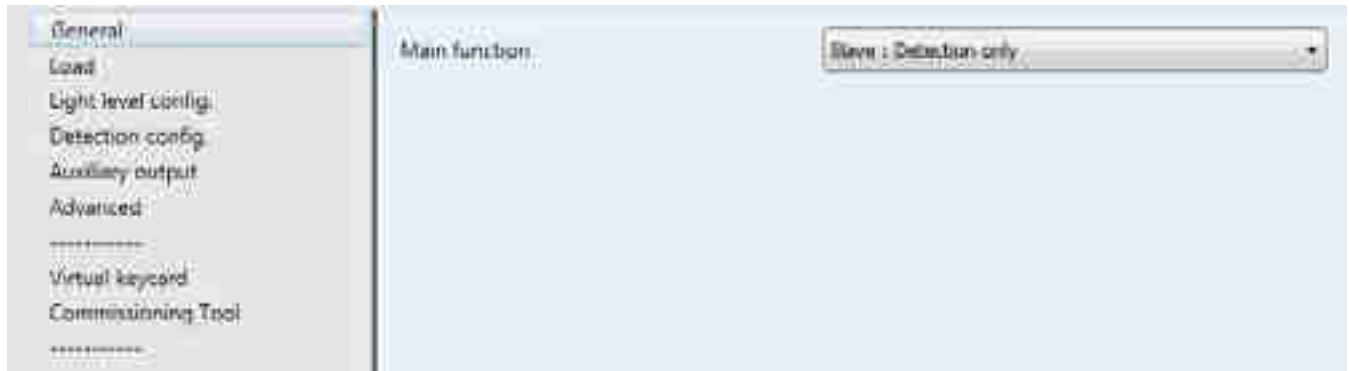 General
Load
Light level config.
Detection config.
Auxiliary output
Advanced
-----------
Virtual keycard
Commissioning Tool
-----------
Main function
Slave : Detection only